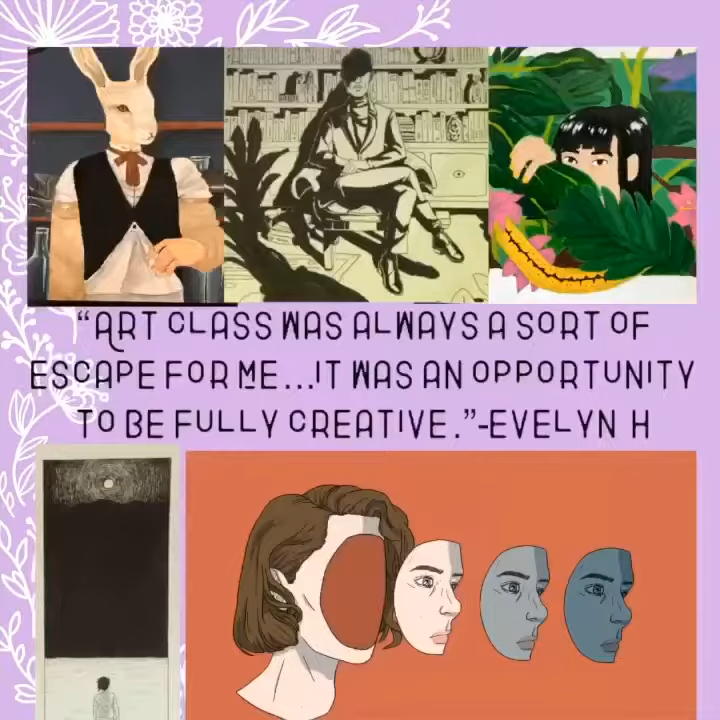 “ART CLASS WAS ALWAYS A SORT OF
ESCAPE FOR ME...IT WAS AN OPPORTUNITY
TO BE FULLY CREATIVE.”-EVELYN H